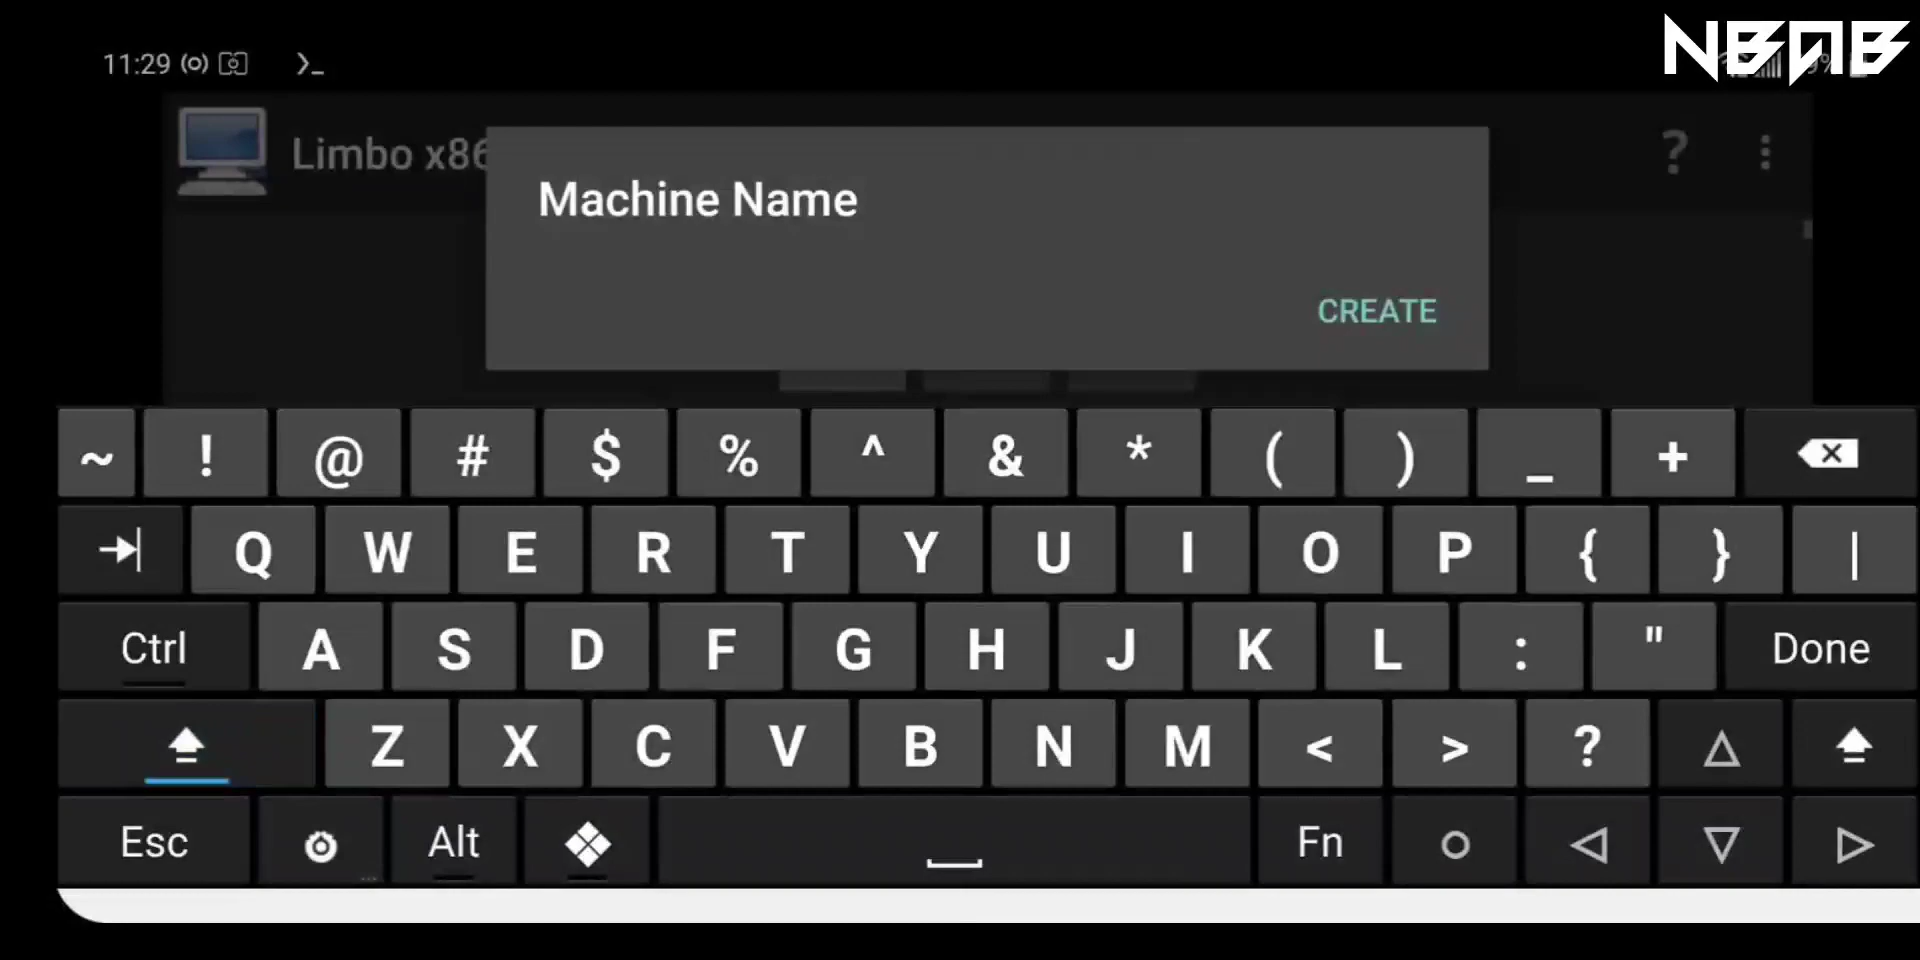 11:29
NBAB
Limbo x86
Machine Name
CREATE
~ ! @ # $ % ^ & * ( ) _ +
Q W E R T Y U I O P { } |
Ctrl A S D F G H J K L : " Done
Z X C V B N M < > ?
Esc Alt Fn